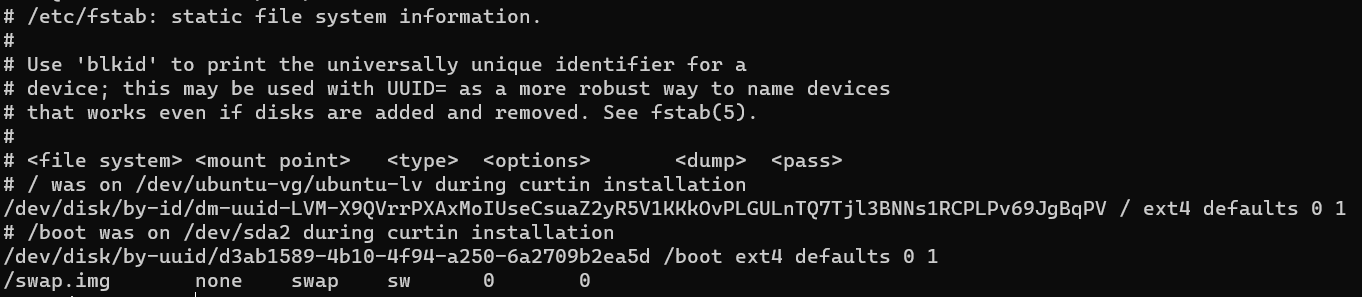 # /etc/fstab: static file system information.
#
# Use 'blkid' to print the universally unique identifier for a
# device; this may be used with UUID= as a more robust way to name devices
# that works even if disks are added and removed. See fstab(5).
#
# <file system> <mount point>   <type>  <options>       <dump>  <pass>
# / was on /dev/ubuntu-vg/ubuntu-lv during curtin installation
/dev/disk/by-id/dm-uuid-LVM-X9QVrrPXAxMoIUseCsuaZ2yR5V1KKkOvPLGULnTQ7Tjl3BNNs1RCPLPv69JgBqPV / ext4 defaults 0 1
# /boot was on /dev/sda2 during curtin installation
/dev/disk/by-uuid/d3ab1589-4b10-4f94-a250-6a2709b2ea5d /boot ext4 defaults 0 1
/swap.img       none    swap    sw      0       0